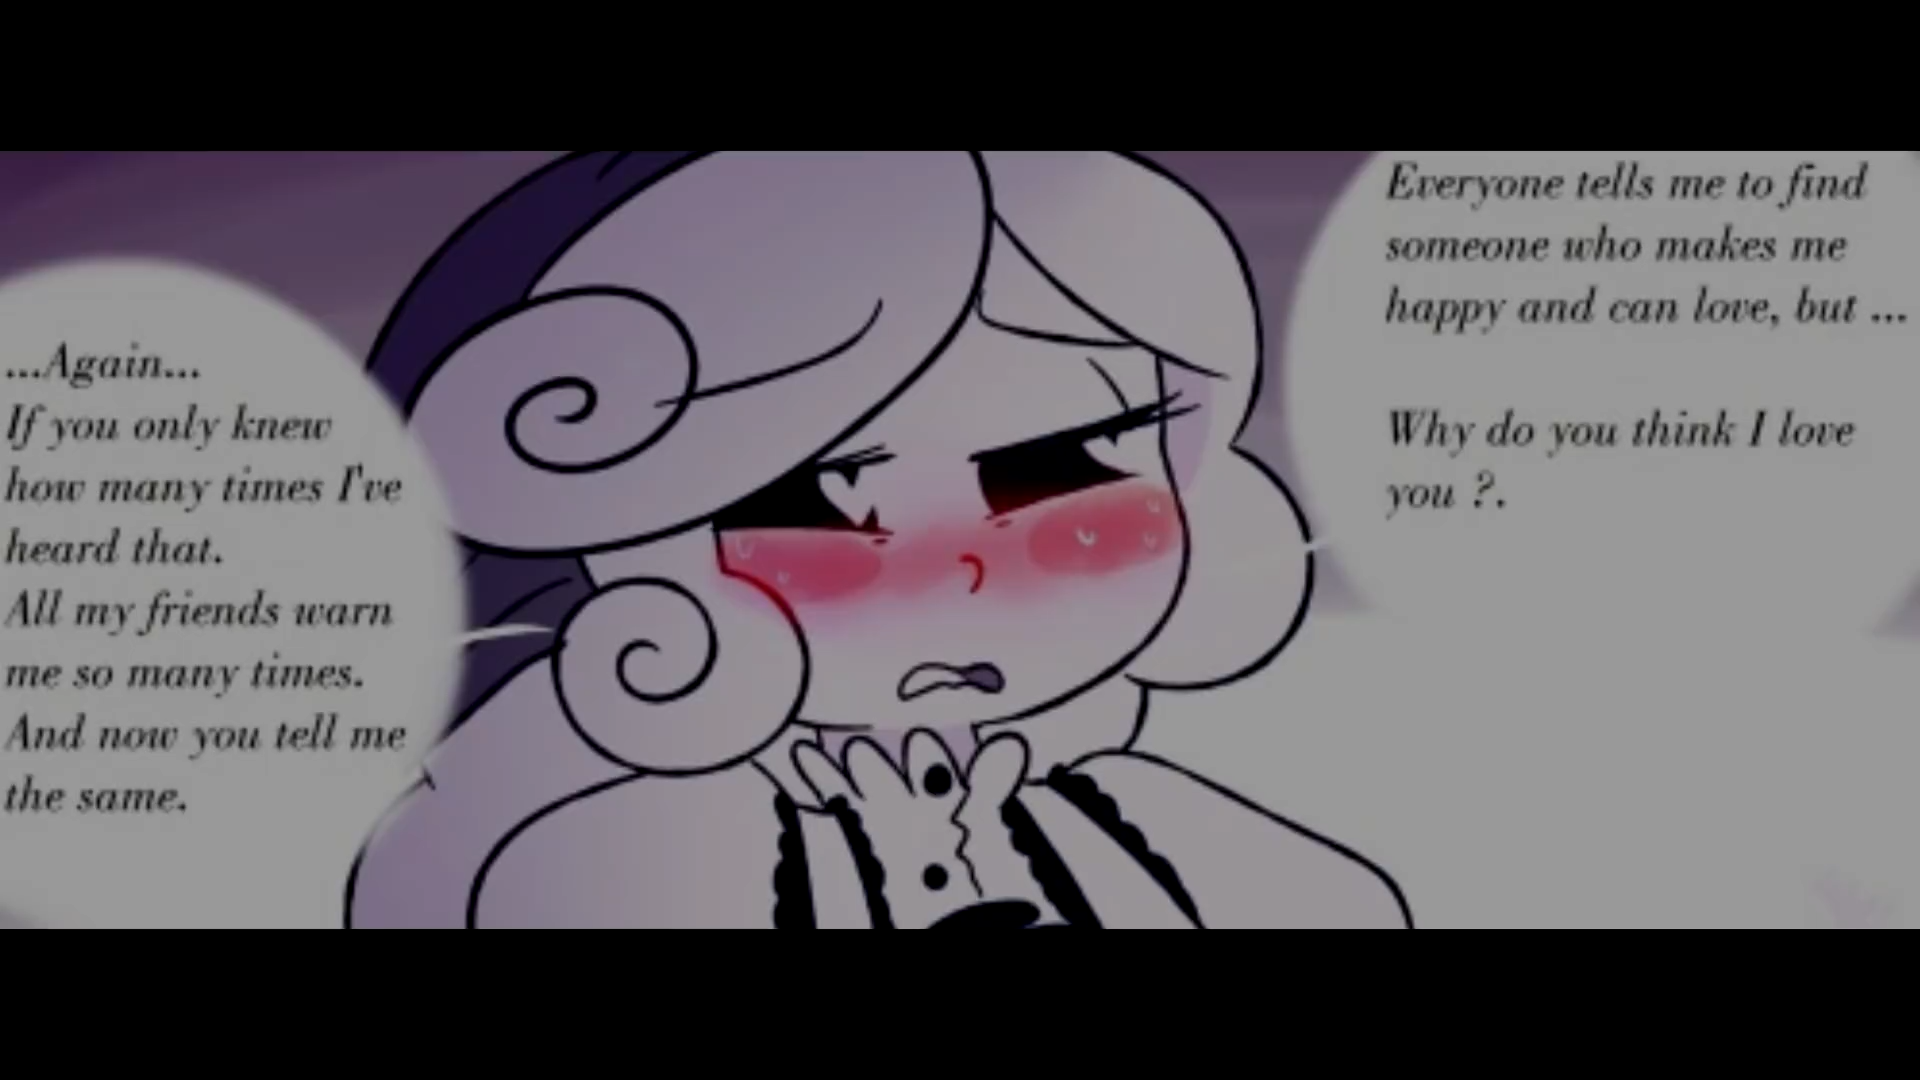 ...Again...
If you only knew
how many times I've
heard that.
All my friends warn
me so many times.
And now you tell me
the same.
Everyone tells me to find
someone who makes me
happy and can love, but ...
Why do you think I love
you ?.